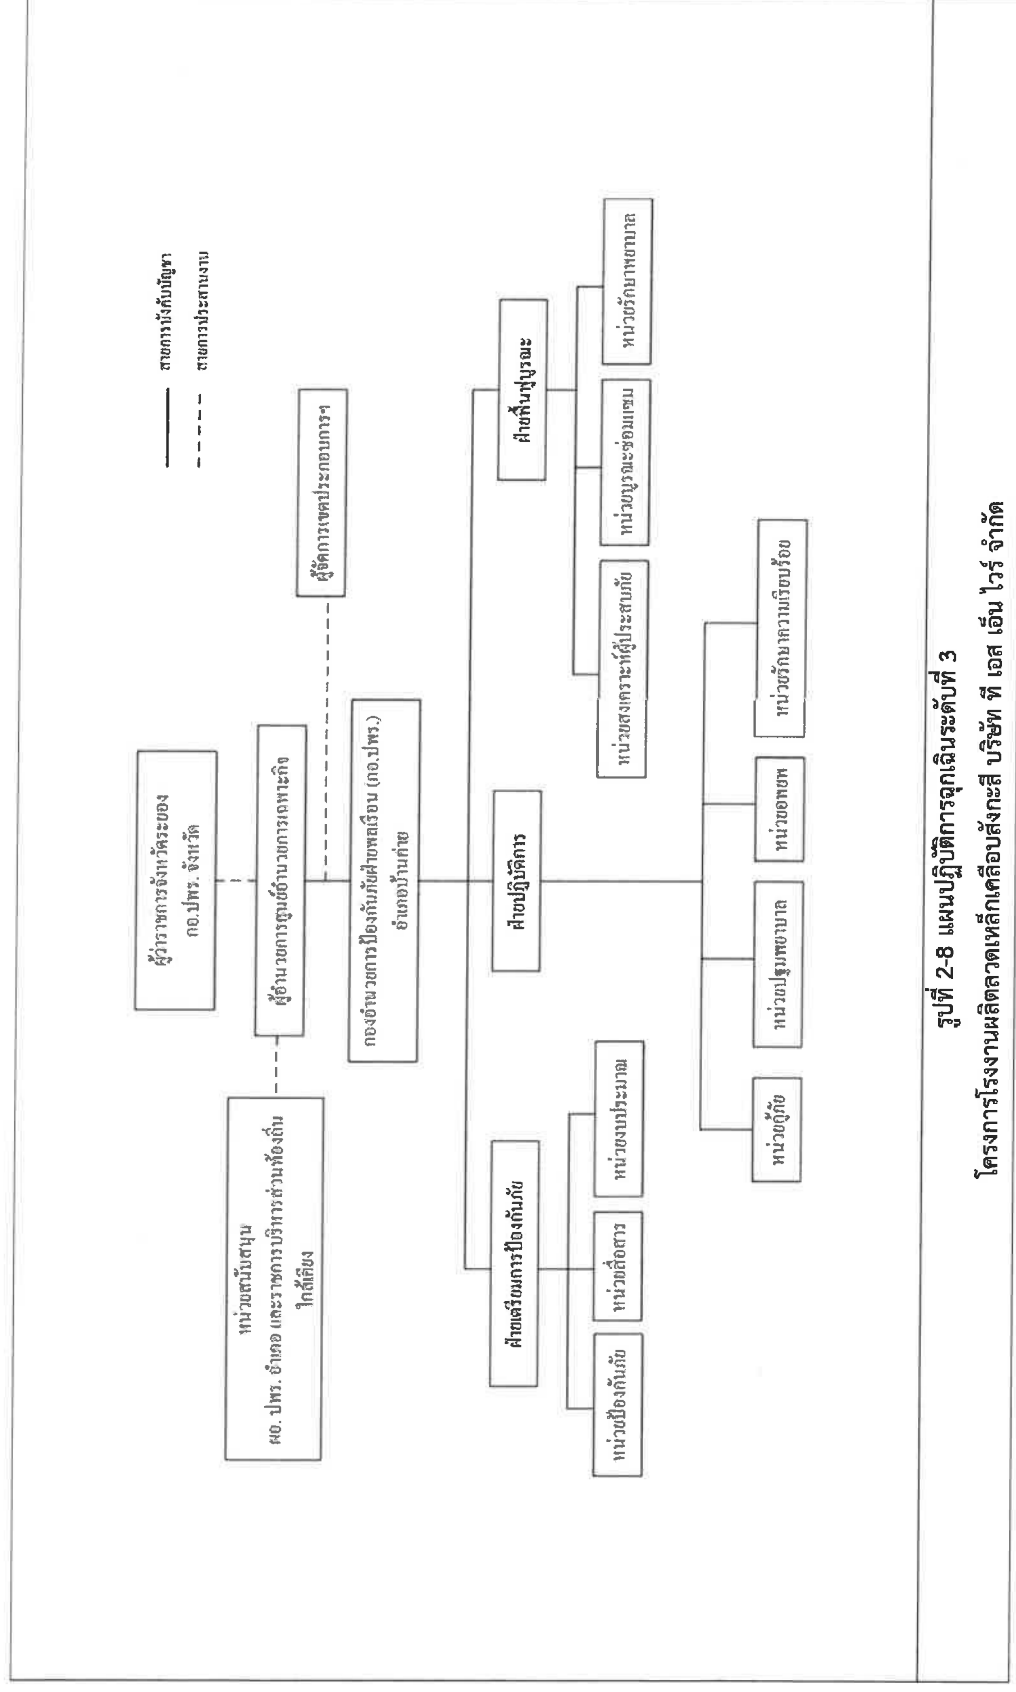 สายการบังคับบัญชา
สายการประสานงาน
ผู้ว่าราชการจังหวัดระยอง
กอ.ปพร. จังหวัด
หน่วยสนับสนุน
ผอ. ปพร. อำเภอ และราชการบริหารส่วนท้องถิ่น
ใกล้เคียง
ผู้อำนวยการศูนย์อำนวยการเฉพาะกิจ
ผู้จัดการเขตประกอบการฯ
กองอำนวยการป้องกันภัยฝ่ายพลเรือน (กอ.ปพร.)
อำเภอบ้านค่าย
ฝ่ายเตรียมการป้องกันภัย
ฝ่ายปฏิบัติการ
ฝ่ายฟื้นฟูบูรณะ
หน่วยป้องกันภัย
หน่วยสื่อสาร
หน่วยงบประมาณ
หน่วยสงเคราะห์ผู้ประสบภัย
หน่วยบูรณะซ่อมแซม
หน่วยรักษาพยาบาล
หน่วยกู้ภัย
หน่วยปฐมพยาบาล
หน่วยอพยพ
หน่วยรักษาความเรียบร้อย
รูปที่ 2-8 แผนปฏิบัติการฉุกเฉินระดับที่ 3
โครงการโรงงานผลิตลวดเหล็กเคลือบสังกะสี บริษัท ที เอส เอ็น ไวร์ จำกัด